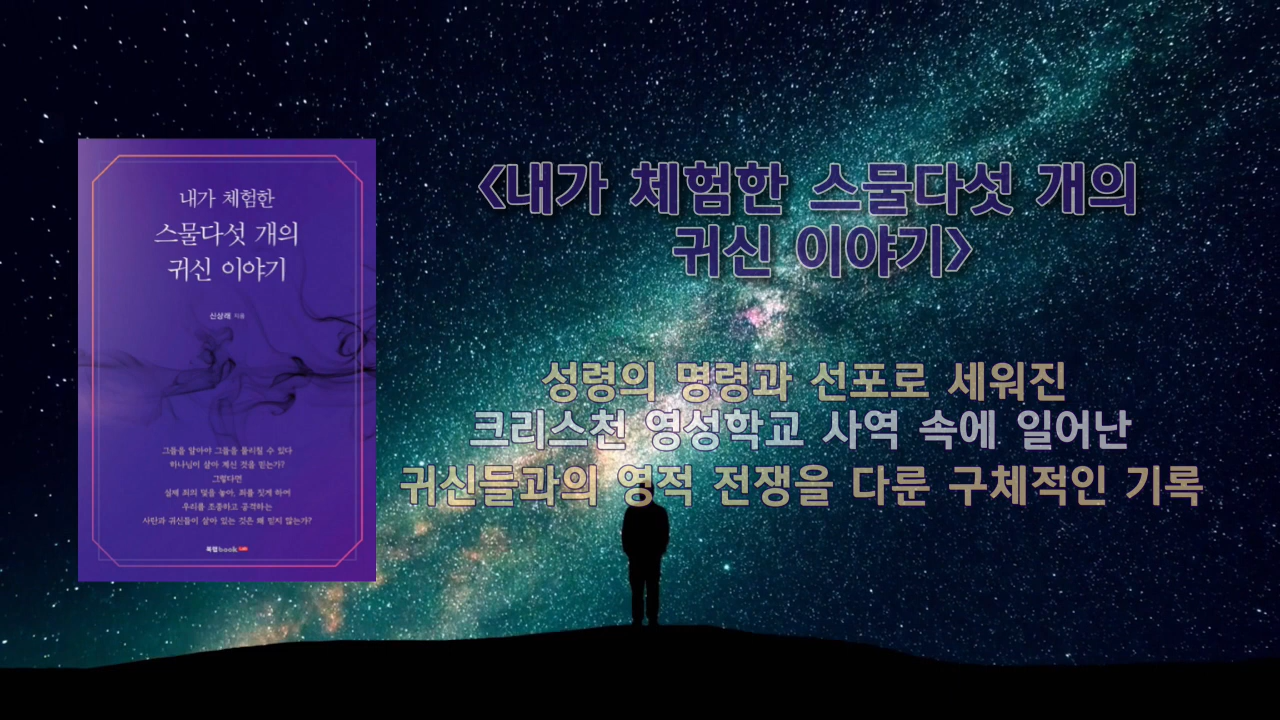 내가 체험한
스물다섯 개의
귀신 이야기
신상래 지음
그들을 알아야 그들을 물리칠 수 있다
하나님이 살아 계신 것을 믿는가?
그렇다면
실제 죄의 덫을 놓아, 죄를 짓게 하여
우리를 조종하고 공격하는
사탄과 귀신들이 살아 있는 것은 왜 믿지 않는가?
book
<내가 체험한 스물다섯 개의
귀신 이야기>
성령의 명령과 선포로 세워진
크리스천 영성학교 사역 속에 일어난
귀신들과의 영적 전쟁을 다룬 구체적인 기록